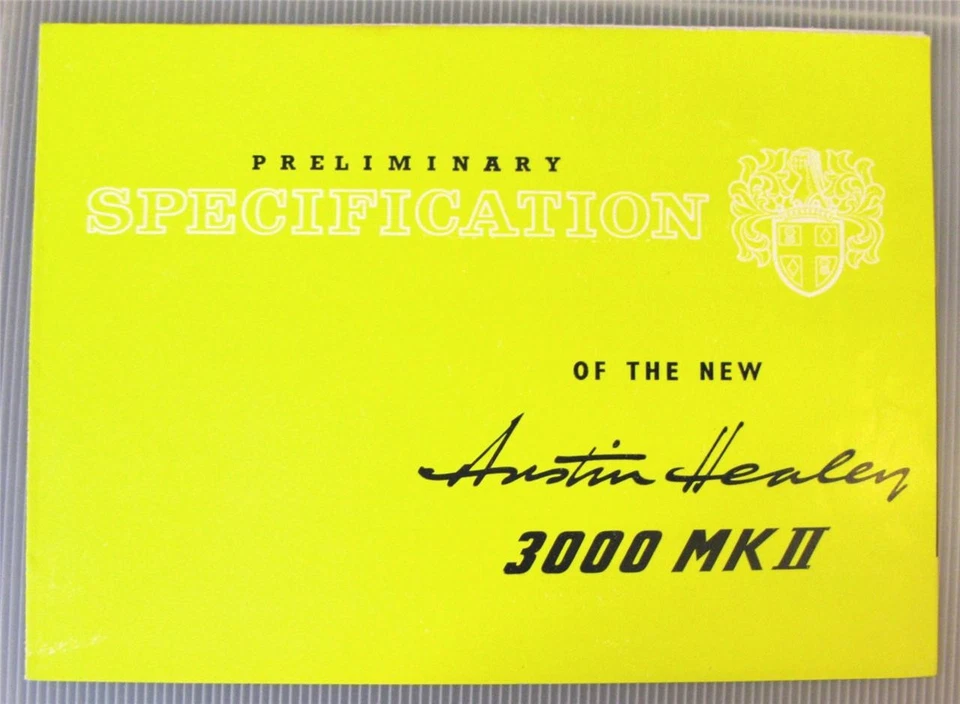 PRELIMINARY
SPECIFICATION
OF THE NEW
Austin Healey
3000 MK II